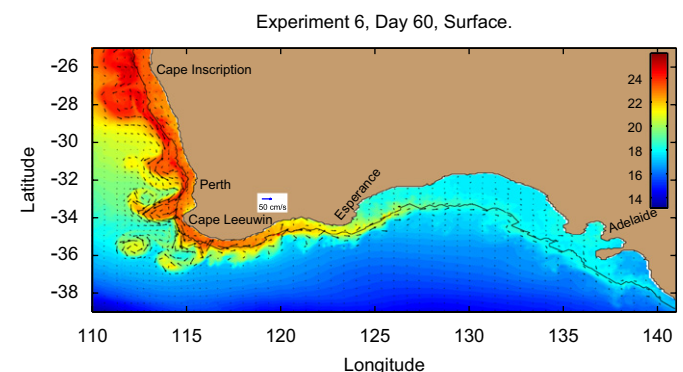 Experiment 6, Day 60, Surface.
-26
-28
-30
-32
-34
-36
-38
Latitude
Cape Inscription
Perth
Cape Leeuwin
50 cm/s
Esperance
Adelaide
24
22
20
18
16
14
110
115
120
125
130
135
140
Longitude